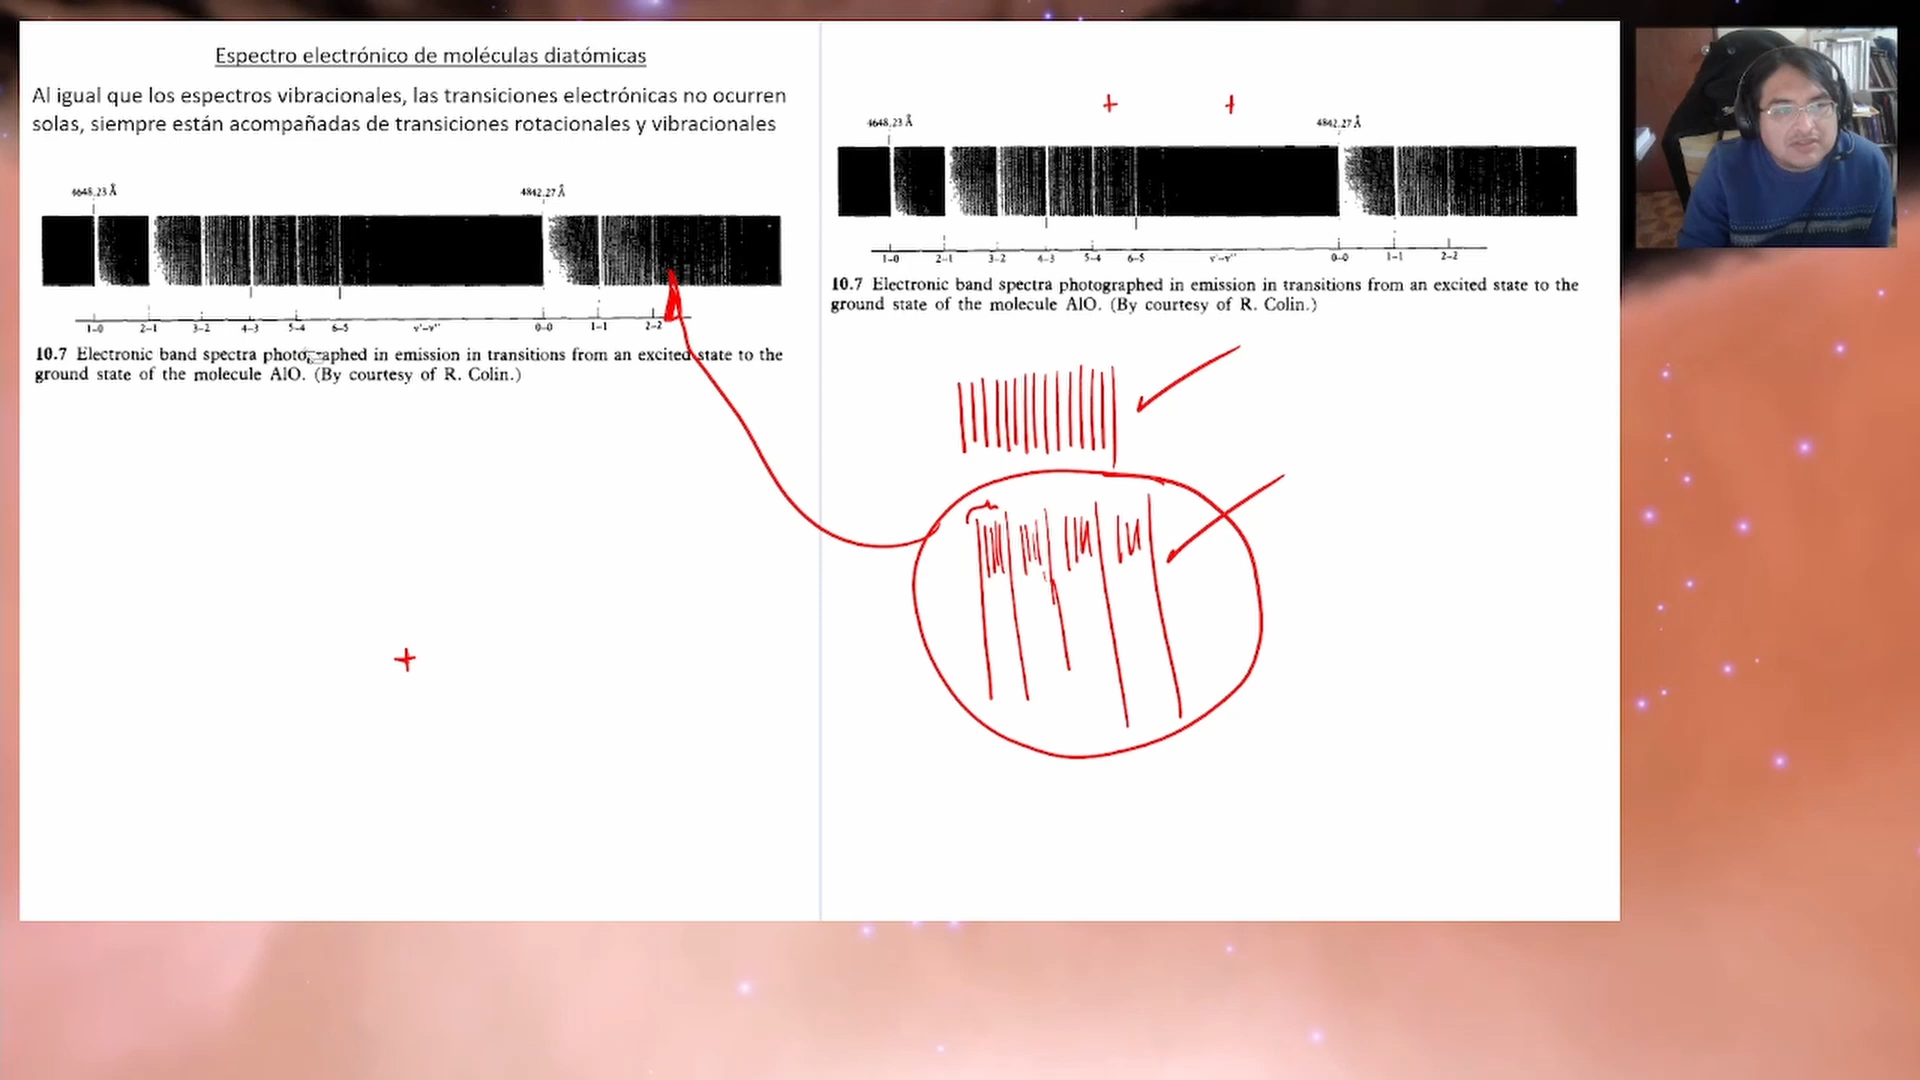 Espectro electrónico de moléculas diatómicas
Al igual que los espectros vibracionales, las transiciones electrónicas no ocurren
solas, siempre están acompañadas de transiciones rotacionales y vibracionales
4648.23 Å 4842.27 Å
1–0 2–1 3–2 4–3 5–4 6–5 v'–v'' 0–0 1–1 2–2
10.7 Electronic band spectra photographed in emission in transitions from an excited state to the
ground state of the molecule AlO. (By courtesy of R. Colin.)
+
+ +
4648.23 Å 4842.27 Å
1–0 2–1 3–2 4–3 5–4 6–5 v'–v'' 0–0 1–1 2–2
10.7 Electronic band spectra photographed in emission in transitions from an excited state to the
ground state of the molecule AlO. (By courtesy of R. Colin.)